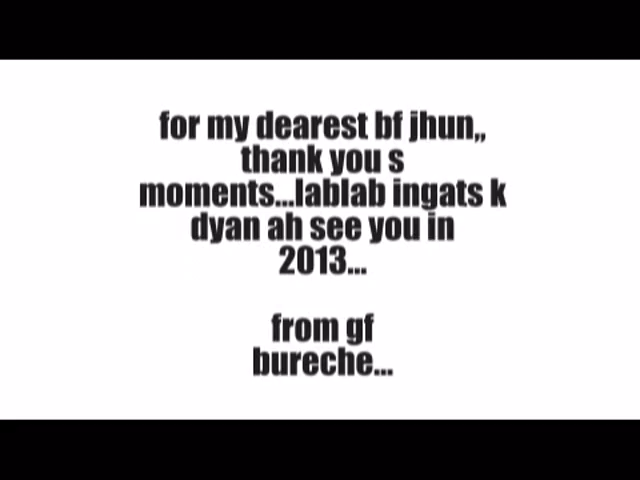 for my dearest bf jhun,,
thank you s
moments...lablab ingats k
dyan ah see you in
2013...
from gf
bureche...